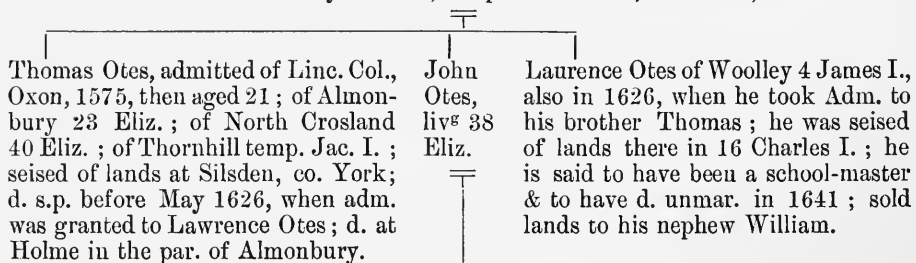 Thomas Otes, admitted of Linc. Col.,
Oxon, 1575, then aged 21 ; of Almon-
bury 23 Eliz. ; of North Crosland
40 Eliz. ; of Thornhill temp. Jac. I. ;
seised of lands at Silsden, co. York;
d. s.p. before May 1626, when adm.
was granted to Lawrence Otes ; d. at
Holme in the par. of Almonbury.
John
Otes,
livᵍ 38
Eliz.
Laurence Otes of Woolley 4 James I.,
also in 1626, when he took Adm. to
his brother Thomas ; he was seised
of lands there in 16 Charles I. ; he
is said to have been a school-master
& to have d. unmar. in 1641 ; sold
lands to his nephew William.